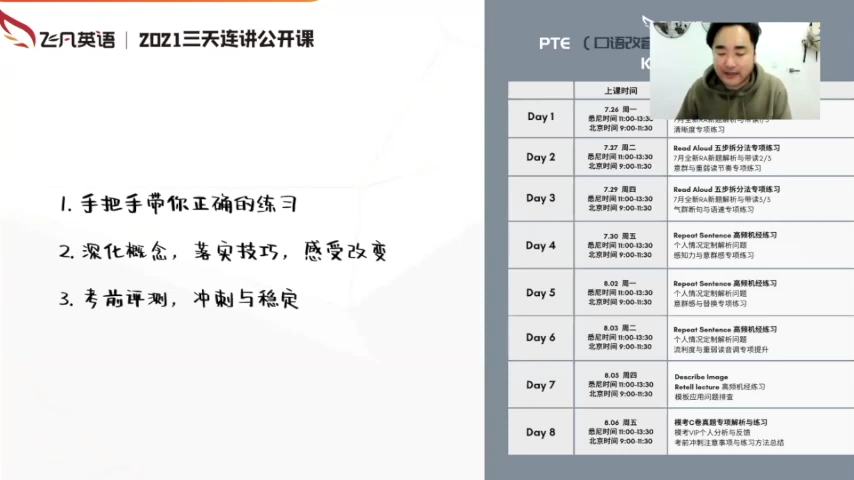 飞凡英语 | 2021三天连讲公开课
1. 手把手带你正确的练习
2. 深化概念，落实技巧，感受改变
3. 考前评测，冲刺与稳定
PTE （口语改
K
上课时间
Day 1
7.26 周一
悉尼时间 11:00-13:30
北京时间 9:00-11:30
7月全新RA新题解析与带读1/3
清晰度专项练习
Day 2
7.27 周二
悉尼时间 11:00-13:30
北京时间 9:00-11:30
Read Aloud 五步拆分法专项练习
7月全新RA新题解析与带读2/3
意群与重弱读节奏专项练习
Day 3
7.29 周四
悉尼时间 11:00-13:30
北京时间 9:00-11:30
Read Aloud 五步拆分法专项练习
7月全新RA新题解析与带读3/3
气群断句与语速专项练习
Day 4
7.30 周五
悉尼时间 11:00-13:30
北京时间 9:00-11:30
Repeat Sentence 高频机经练习
个人情况定制解析问题
感知力与意群感专项练习
Day 5
8.02 周一
悉尼时间 11:00-13:30
北京时间 9:00-11:30
Repeat Sentence 高频机经练习
个人情况定制解析问题
意群感与替换专项练习
Day 6
8.03 周二
悉尼时间 11:00-13:30
北京时间 9:00-11:30
Repeat Sentence 高频机经练习
个人情况定制解析问题
流利度与重弱读音调专项提升
Day 7
8.05 周四
悉尼时间 11:00-13:30
北京时间 9:00-11:30
Describe Image
Retell lecture 高频机经练习
模板应用问题排查
Day 8
8.06 周五
悉尼时间 11:00-13:30
北京时间 9:00-11:30
模考C卷真题专项解析与练习
模考VIP个人分析与反馈
考前冲刺注意事项与练习方法总结